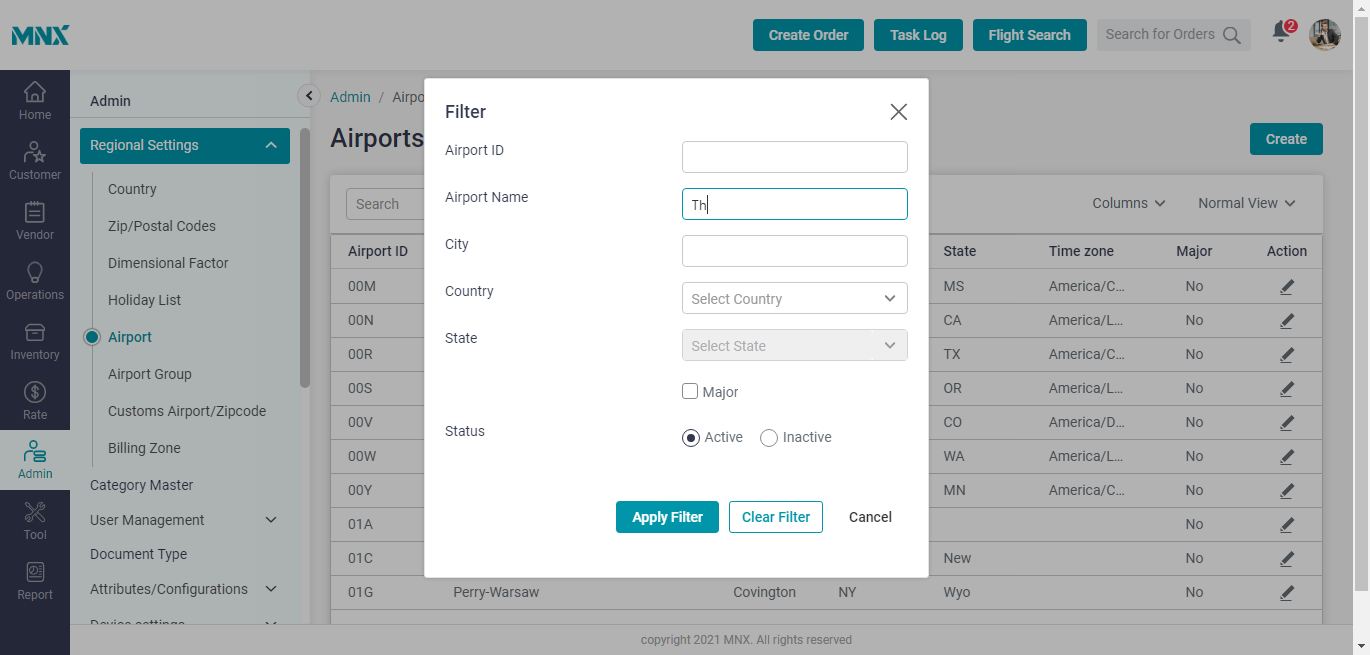 MNX
Create Order
Task Log
Flight Search
Search for Orders
2
Home
Customer
Vendor
Operations
Inventory
Rate
Admin
Tool
Report
Admin
Regional Settings
Country
Zip/Postal Codes
Dimensional Factor
Holiday List
Airport
Airport Group
Customs Airport/Zipcode
Billing Zone
Category Master
User Management
Document Type
Attributes/Configurations
Device settings
Admin / Airpo
Airports
Create
Search
Columns
Normal View
Airport ID State Time zone Major Action
00M MS America/C... No
00N CA America/L... No
00R TX America/C... No
00S OR America/L... No
00V CO America/D... No
00W WA America/L... No
00Y MN America/C... No
01A No
01C New No
01G Perry-Warsaw Covington NY Wyo No
Filter
Airport ID
Airport Name Th
City
Country Select Country
State Select State
Major
Status Active Inactive
Apply Filter Clear Filter Cancel
copyright 2021 MNX. All rights reserved